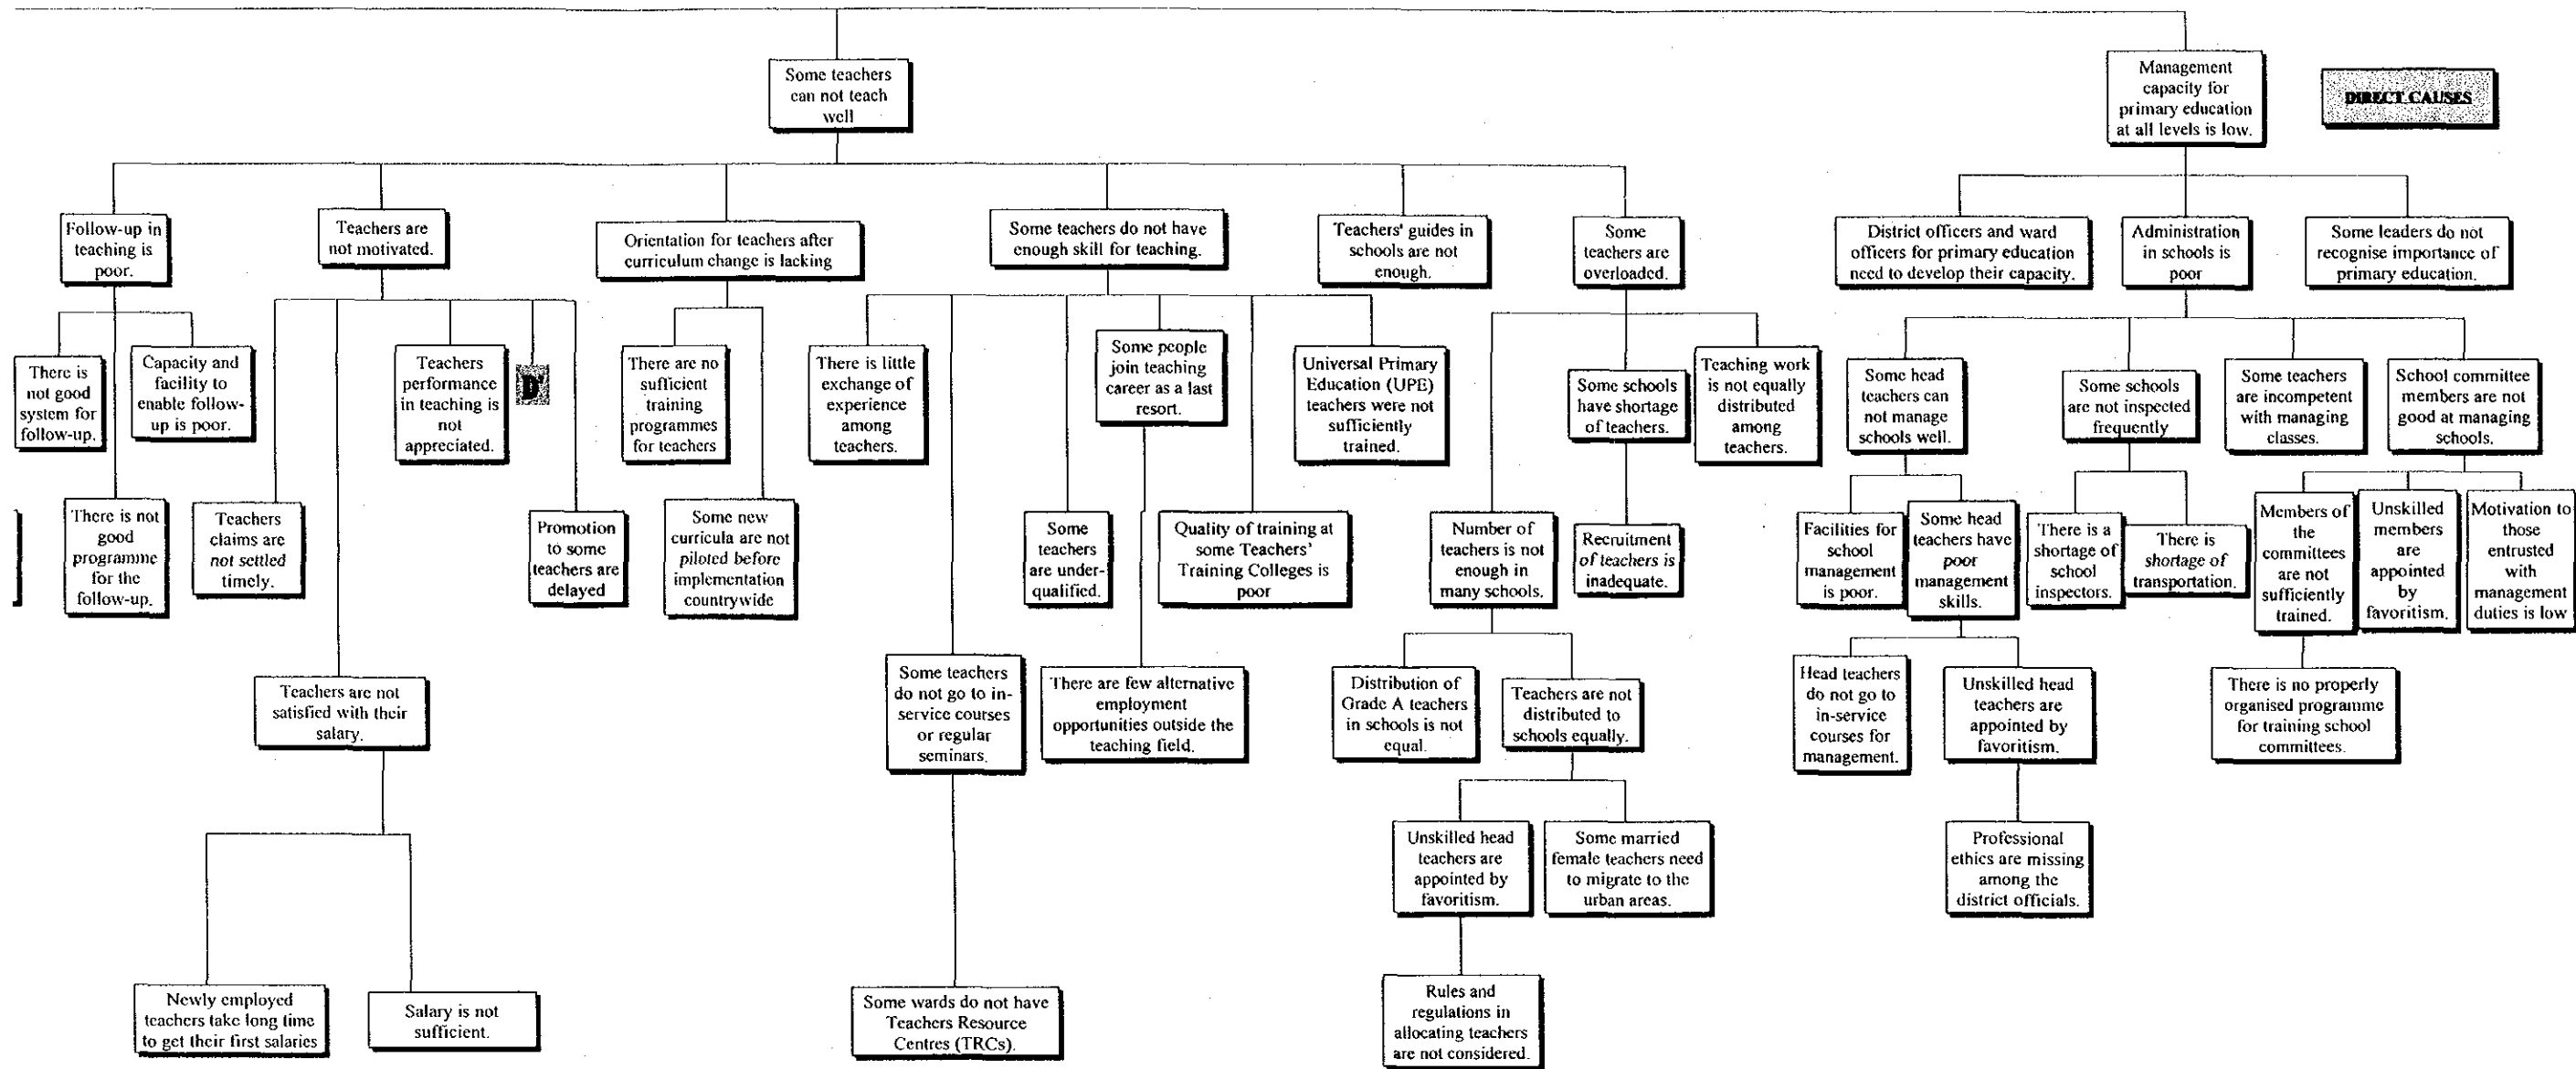 Some teachers
can not teach
well
Management
capacity for
primary education
at all levels is low.
DIRECT CAUSES
Follow-up in
teaching is
poor.
Teachers are
not motivated.
Orientation for teachers after
curriculum change is lacking
Some teachers do not have
enough skill for teaching.
Teachers' guides in
schools are not
enough.
Some
teachers are
overloaded.
District officers and ward
officers for primary education
need to develop their capacity.
Administration
in schools is
poor
Some leaders do not
recognise importance of
primary education.
There is
not good
system for
follow-up.
Capacity and
facility to
enable follow-
up is poor.
Teachers
performance
in teaching is
not
appreciated.
D'
There are no
sufficient
training
programmes
for teachers
There is little
exchange of
experience
among
teachers.
Some people
join teaching
career as a last
resort.
Universal Primary
Education (UPE)
teachers were not
sufficiently
trained.
Some schools
have shortage
of teachers.
Teaching work
is not equally
distributed
among
teachers.
Some head
teachers can
not manage
schools well.
Some schools
are not inspected
frequently
Some teachers
are incompetent
with managing
classes.
School committee
members are not
good at managing
schools.
There is not
good
programme
for the
follow-up.
Teachers
claims are
not settled
timely.
Promotion
to some
teachers are
delayed
Some new
curricula are not
piloted before
implementation
countrywide
Some
teachers
are under-
qualified.
Quality of training at
some Teachers'
Training Colleges is
poor
Number of
teachers is not
enough in
many schools.
Recruitment
of teachers is
inadequate.
Facilities for
school
management
is poor.
Some head
teachers have
poor
management
skills.
There is a
shortage of
school
inspectors.
There is
shortage of
transportation.
Members of
the
committees
are not
sufficiently
trained.
Unskilled
members
are
appointed
by
favoritism.
Motivation to
those
entrusted
with
management
duties is low
Teachers are not
satisfied with their
salary.
Some teachers
do not go to in-
service courses
or regular
seminars.
There are few alternative
employment
opportunities outside the
teaching field.
Distribution of
Grade A teachers
in schools is not
equal.
Teachers are not
distributed to
schools equally.
Head teachers
do not go to
in-service
courses for
management.
Unskilled head
teachers are
appointed by
favoritism.
There is no properly
organised programme
for training school
committees.
Unskilled head
teachers are
appointed by
favoritism.
Some married
female teachers need
to migrate to the
urban areas.
Professional
ethics are missing
among the
district officials.
Newly employed
teachers take long time
to get their first salaries
Salary is not
sufficient.
Some wards do not have
Teachers Resource
Centres (TRCs).
Rules and
regulations in
allocating teachers
are not considered.